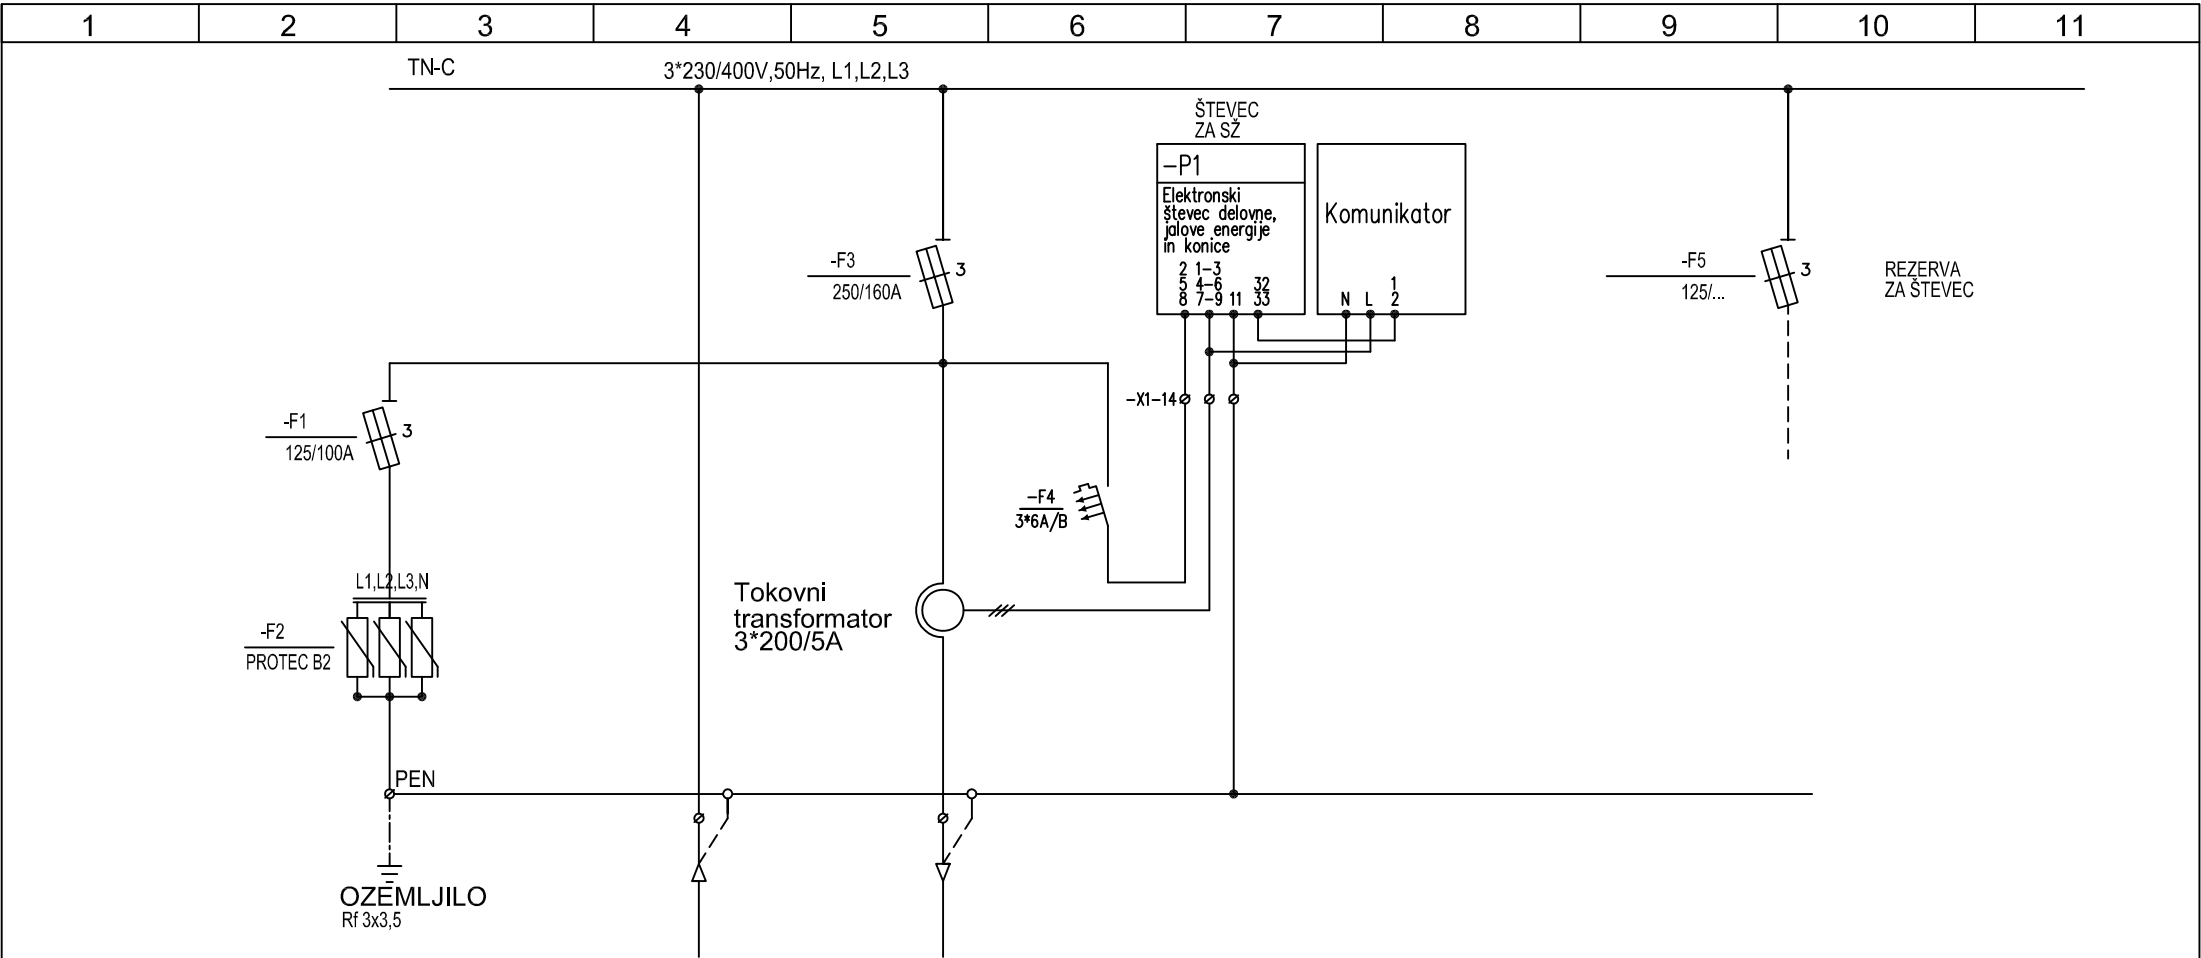 1 2 3 4 5 6 7 8 9 10 11
TN-C
3*230/400V,50Hz, L1,L2,L3
ŠTEVEC
ZA SŽ
-P1
Elektronski
števec delovne,
jalove energije
in konice
2 1-3
5 4-6 32
8 7-9 11 33
Komunikator
1
N L 2
-F3
250/160A
3
-F5
125/...
3
REZERVA
ZA ŠTEVEC
-X1-14
-F1
125/100A
3
-F4
3*6A/B
L1,L2,L3,N
-F2
PROTEC B2
Tokovni
transformator
3*200/5A
PEN
OZEMLJILO
Rf 3x3,5